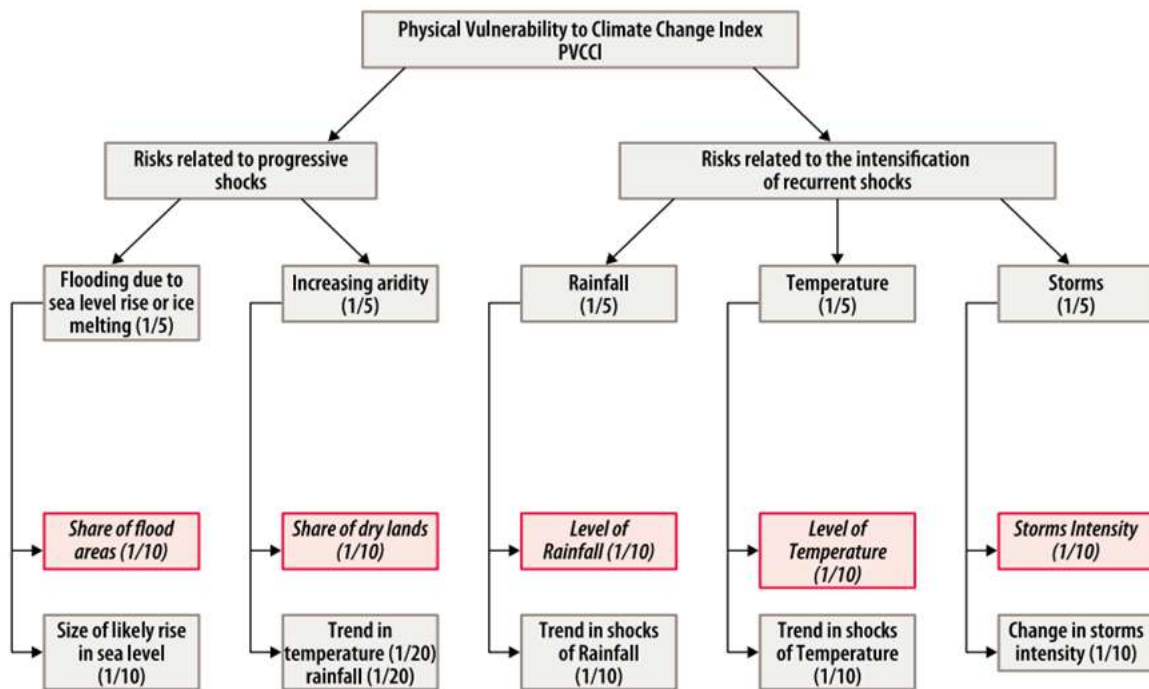 Physical Vulnerability to Climate Change Index
PVCCI
Risks related to progressive
shocks
Risks related to the intensification
of recurrent shocks
Flooding due to
sea level rise or ice
melting (1/5)
Increasing aridity
(1/5)
Rainfall
(1/5)
Temperature
(1/5)
Storms
(1/5)
Share of flood
areas (1/10)
Share of dry lands
(1/10)
Level of
Rainfall (1/10)
Level of
Temperature
(1/10)
Storms Intensity
(1/10)
Size of likely rise
in sea level
(1/10)
Trend in
temperature (1/20)
rainfall (1/20)
Trend in shocks
of Rainfall
(1/10)
Trend in shocks
of Temperature
(1/10)
Change in storms
intensity (1/10)